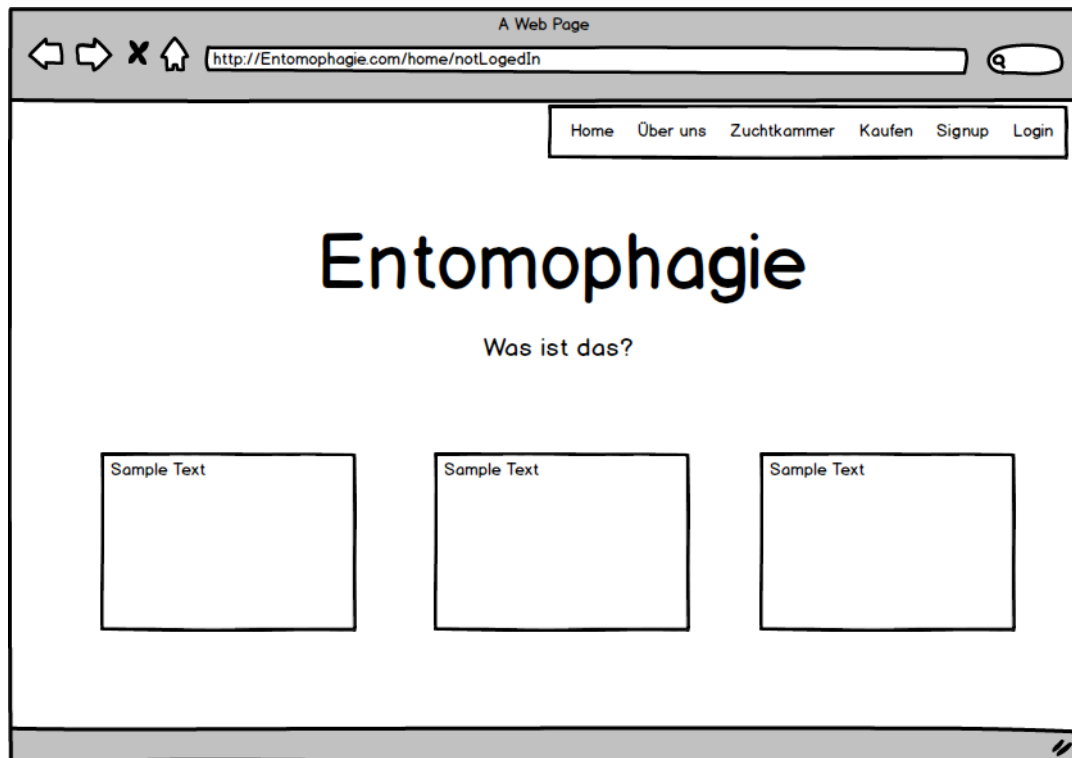 A Web Page
http://Entomophagie.com/home/notLogedIn
Home Über uns Zuchtkammer Kaufen Signup Login
Entomophagie
Was ist das?
Sample Text Sample Text Sample Text